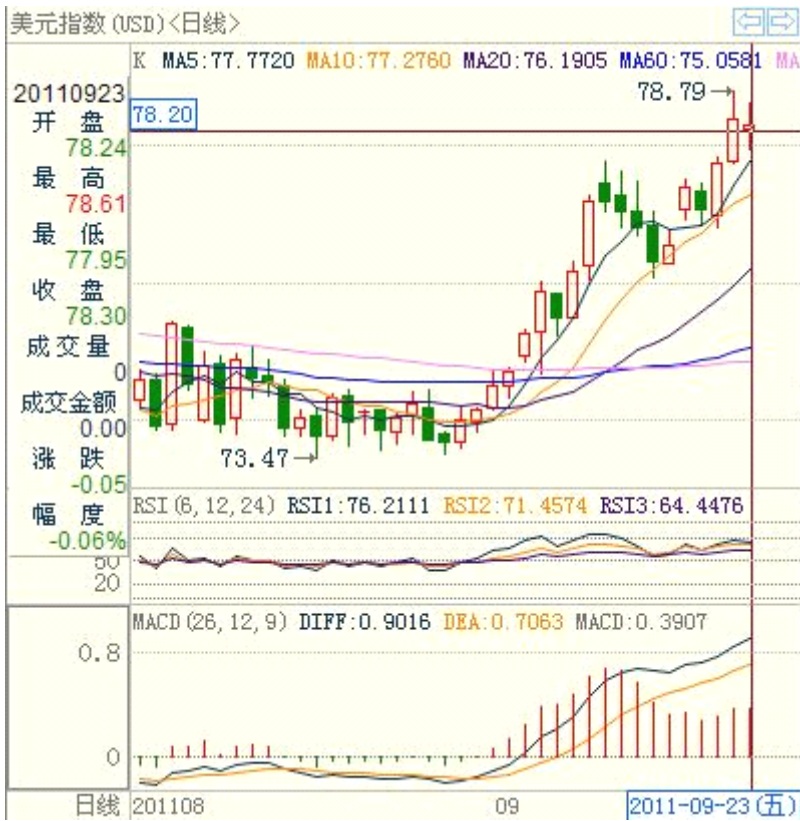 美元指数(USD)<日线>
K MA5:77.7720 MA10:77.2760 MA20:76.1905 MA60:75.0581 MA
20110923
78.20
78.79
开 盘
78.24
最 高
78.61
最 低
77.95
收 盘
78.30
成交量
0
成交金额
0.00
涨 跌
-0.05
幅 度
-0.06%
73.47
RSI(6,12,24) RSI1:76.2111 RSI2:71.4574 RSI3:64.4476
50
20
MACD(26,12,9) DIFF:0.9016 DEA:0.7063 MACD:0.3907
0.8
0
日线 201108 09 2011-09-23(五)